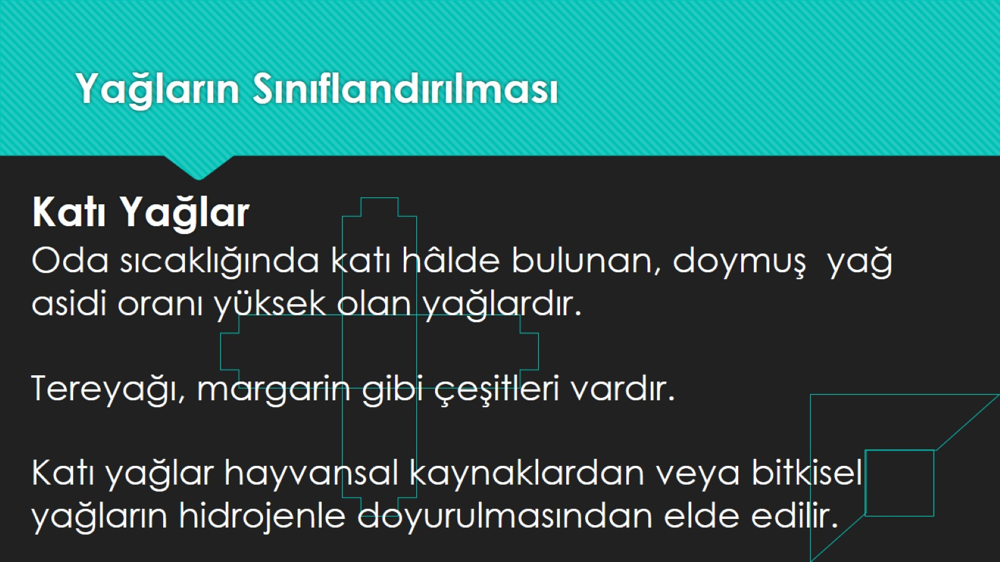 Yağların Sınıflandırılması
Katı Yağlar
Oda sıcaklığında katı hâlde bulunan, doymuş yağ
asidi oranı yüksek olan yağlardır.
Tereyağı, margarin gibi çeşitleri vardır.
Katı yağlar hayvansal kaynaklardan veya bitkisel
yağların hidrojenle doyurulmasından elde edilir.